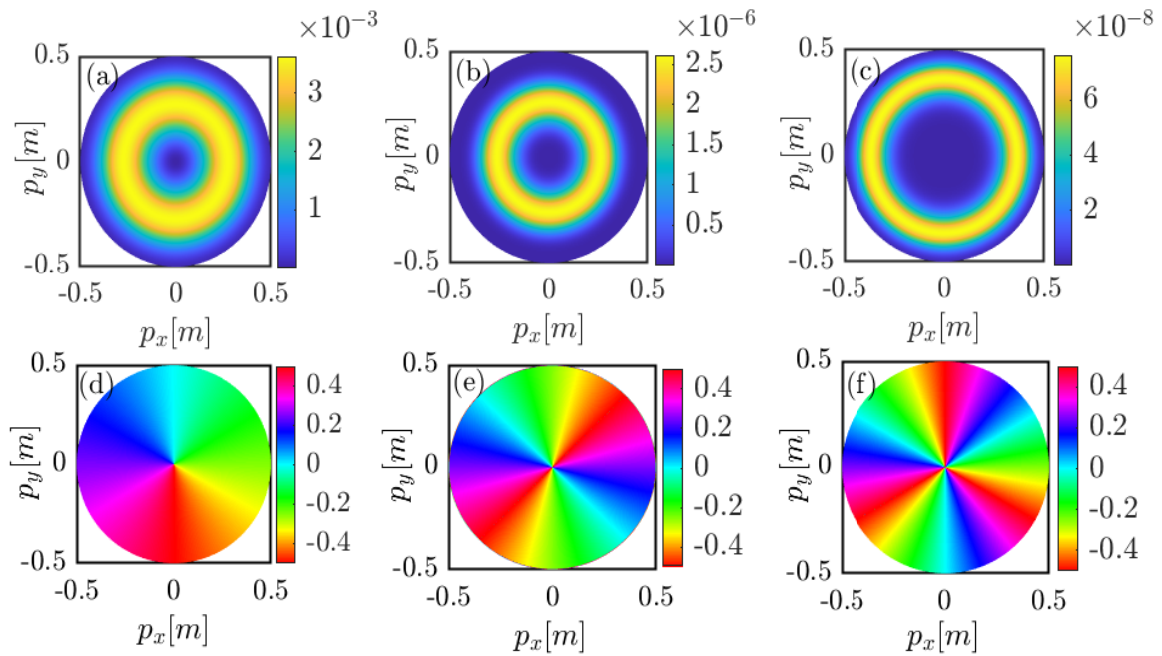 ×10⁻³ ×10⁻⁶ ×10⁻⁸
0.5 (a) 3 0.5 (b) 2.5 0.5 (c) 6
2
2 1.5 4
p_y[m] 0 p_y[m] 0 p_y[m] 0
1 1 2
0.5
-0.5 -0.5 -0.5
-0.5 0 0.5 -0.5 0 0.5 -0.5 0 0.5
p_x[m] p_x[m] p_x[m]
0.5 (d) 0.4 0.5 (e) 0.4 0.5 (f) 0.4
0.2 0.2 0.2
p_y[m] 0 0 p_y[m] 0 0 p_y[m] 0 0
-0.2 -0.2 -0.2
-0.4 -0.4 -0.4
-0.5 -0.5 -0.5
-0.5 0 0.5 -0.5 0 0.5 -0.5 0 0.5
p_x[m] p_x[m] p_x[m]